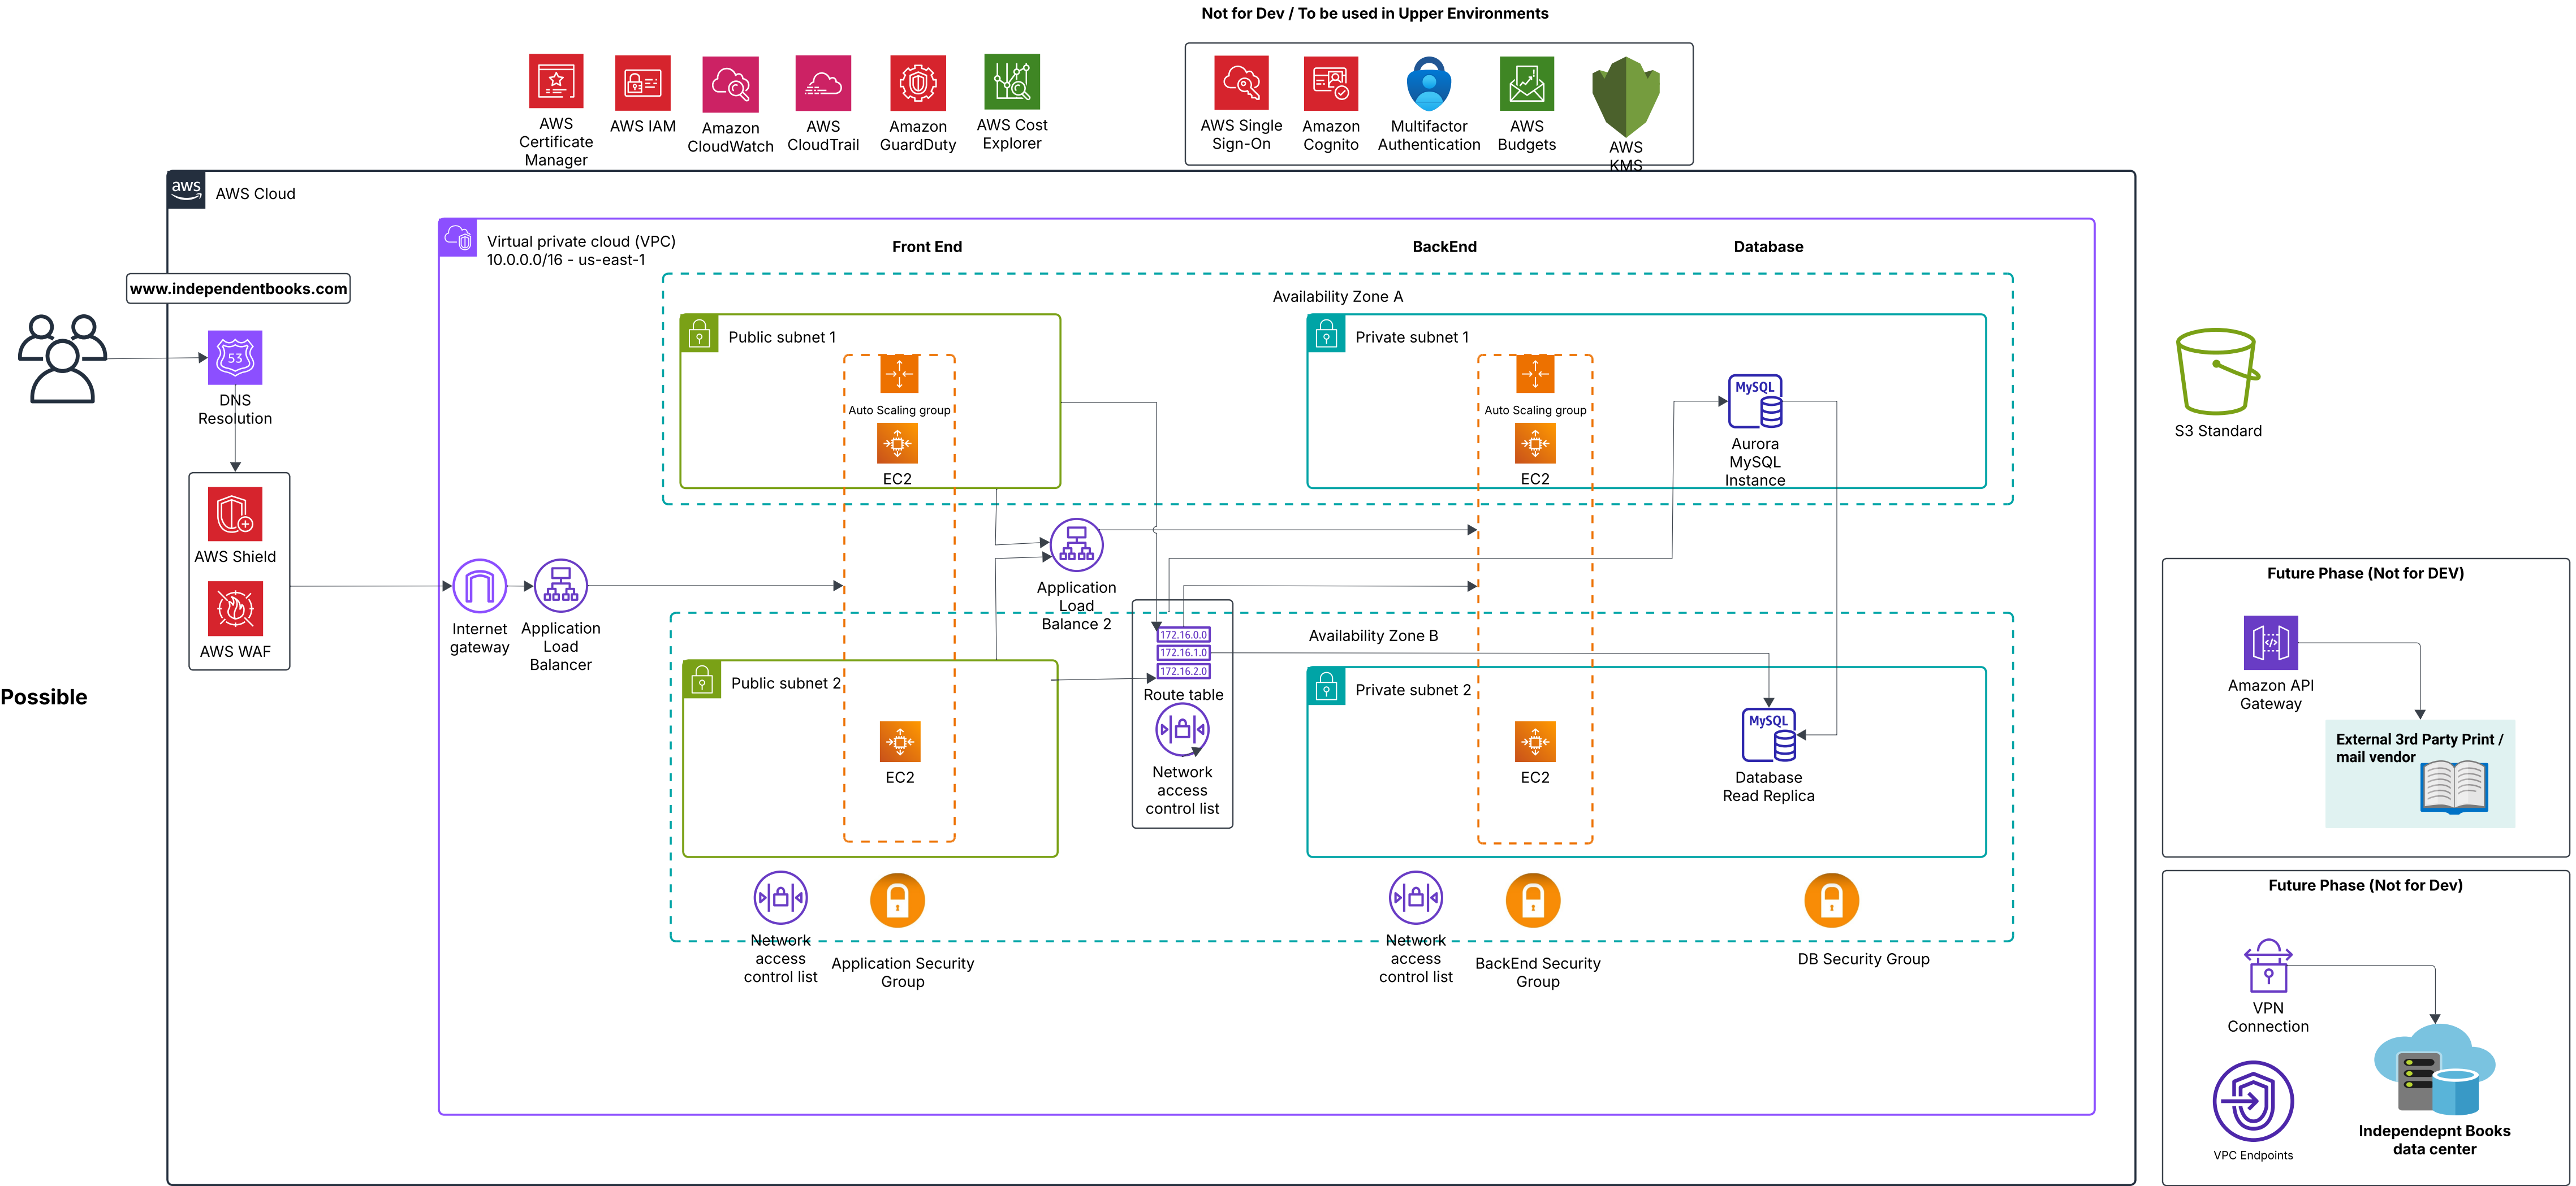 Not for Dev / To be used in Upper Environments
AWS
Certificate
Manager
AWS IAM
Amazon
CloudWatch
AWS
CloudTrail
Amazon
GuardDuty
AWS Cost
Explorer
AWS Single
Sign-On
Amazon
Cognito
Multifactor
Authentication
AWS
Budgets
AWS
KMS
aws
AWS Cloud
Virtual private cloud (VPC)
10.0.0.0/16 - us-east-1
Front End
BackEnd
Database
www.independentbooks.com
Availability Zone A
Public subnet 1
Private subnet 1
53
DNS
Resolution
Auto Scaling group
EC2
Auto Scaling group
EC2
MySQL
Aurora
MySQL
Instance
S3 Standard
AWS Shield
AWS WAF
Internet
gateway
Application
Load
Balancer
Application
Load
Balance 2
Availability Zone B
172.16.0.0
172.16.1.0
172.16.2.0
Route table
Network
access
control list
Public subnet 2
Private subnet 2
EC2
EC2
MySQL
Database
Read Replica
Possible
Network
access
control list
Application Security
Group
Network
access
control list
BackEnd Security
Group
DB Security Group
Future Phase (Not for DEV)
Amazon API
Gateway
External 3rd Party Print /
mail vendor
Future Phase (Not for Dev)
VPN
Connection
VPC Endpoints
Independepnt Books
data center